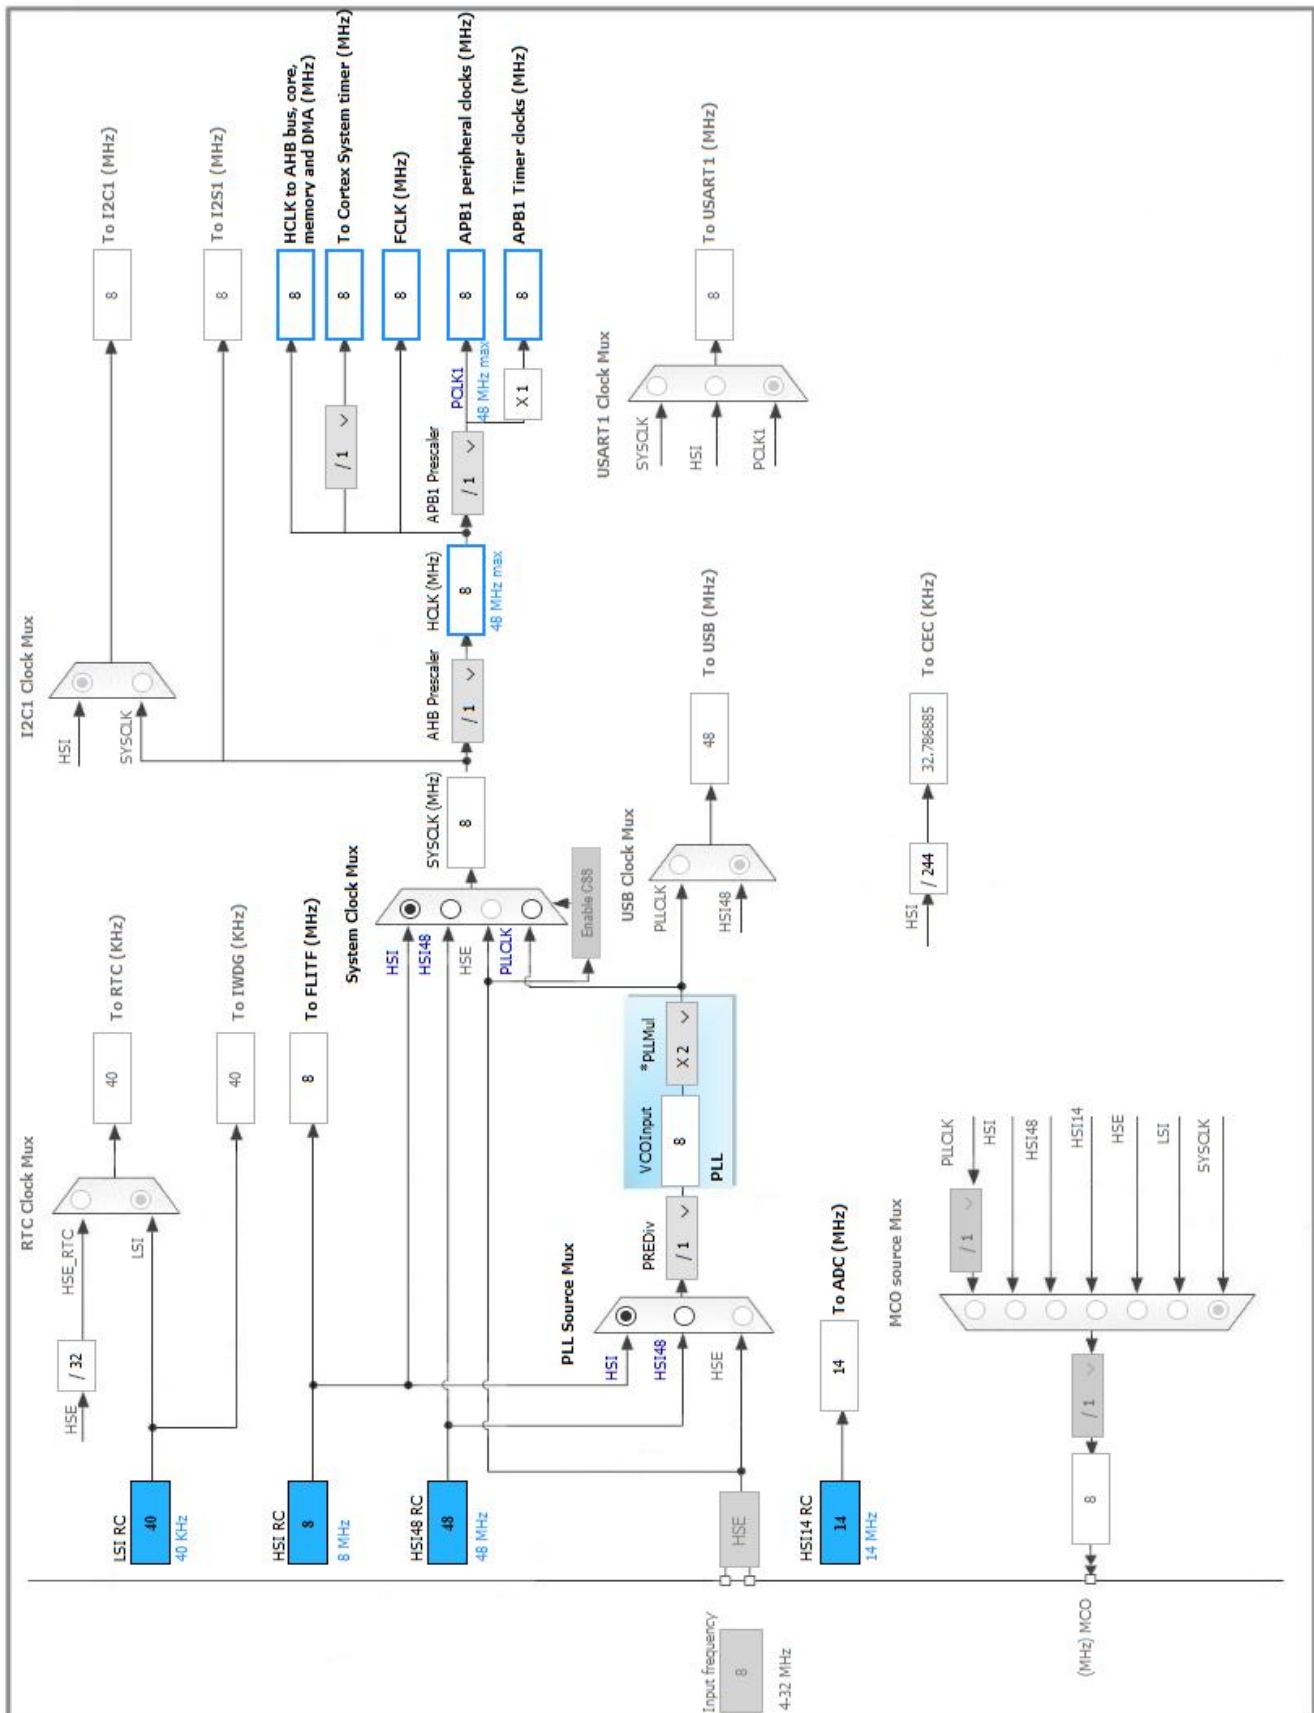 RTC Clock Mux
HSE
/ 32
HSE_RTC
LSI
40
To RTC (KHz)
LSI RC
40
40 KHz
40
To IWDG (KHz)
HSI RC
8
8 MHz
8
To FLITF (MHz)
HSI48 RC
48
48 MHz
System Clock Mux
HSI
HSI48
HSE
PLLCLK
Enable CSS
SYSCLK (MHz)
8
AHB Prescaler
/ 1
HCLK (MHz)
8
48 MHz max
APB1 Prescaler
/ 1
PCLK1
48 MHz max
X 1
/ 1
I2C1 Clock Mux
HSI
SYSCLK
8
To I2C1 (MHz)
8
To I2S1 (MHz)
8
HCLK to AHB bus, core,
memory and DMA (MHz)
8
To Cortex System timer (MHz)
8
FCLK (MHz)
8
APB1 peripheral clocks (MHz)
8
APB1 Timer clocks (MHz)
PLL Source Mux
HSI
HSI48
HSE
PREDiv
/ 1
VCOInput
8
*PLLMul
X 2
PLL
USB Clock Mux
PLLCLK
HSI48
48
To USB (MHz)
USART1 Clock Mux
SYSCLK
HSI
PCLK1
8
To USART1 (MHz)
Input frequency
8
4-32 MHz
HSE
HSI14 RC
14
14 MHz
14
To ADC (MHz)
HSI
/ 244
32.786885
To CEC (KHz)
MCO source Mux
(MHz) MCO
8
/ 1
/ 1
PLLCLK
HSI
HSI48
HSI14
HSE
LSI
SYSCLK